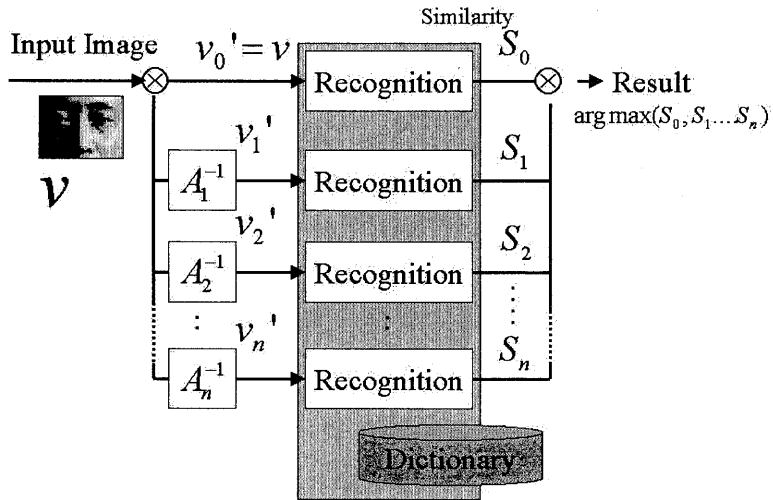 Similarity
Input Image
v₀' = v
Recognition
S₀
Result
arg max(S₀, S₁...Sₙ)
v
A₁⁻¹
v₁'
Recognition
S₁
A₂⁻¹
v₂'
Recognition
S₂
Aₙ⁻¹
vₙ'
Recognition
Sₙ
Dictionary